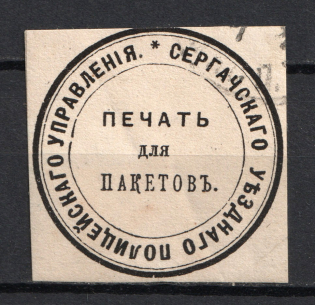 * СЕРГАЧСКАГО УѢЗДНАГО ПОЛИЦЕЙСКАГО УПРАВЛЕНІЯ.
ПЕЧАТЬ
для
ПАКЕТОВЪ.